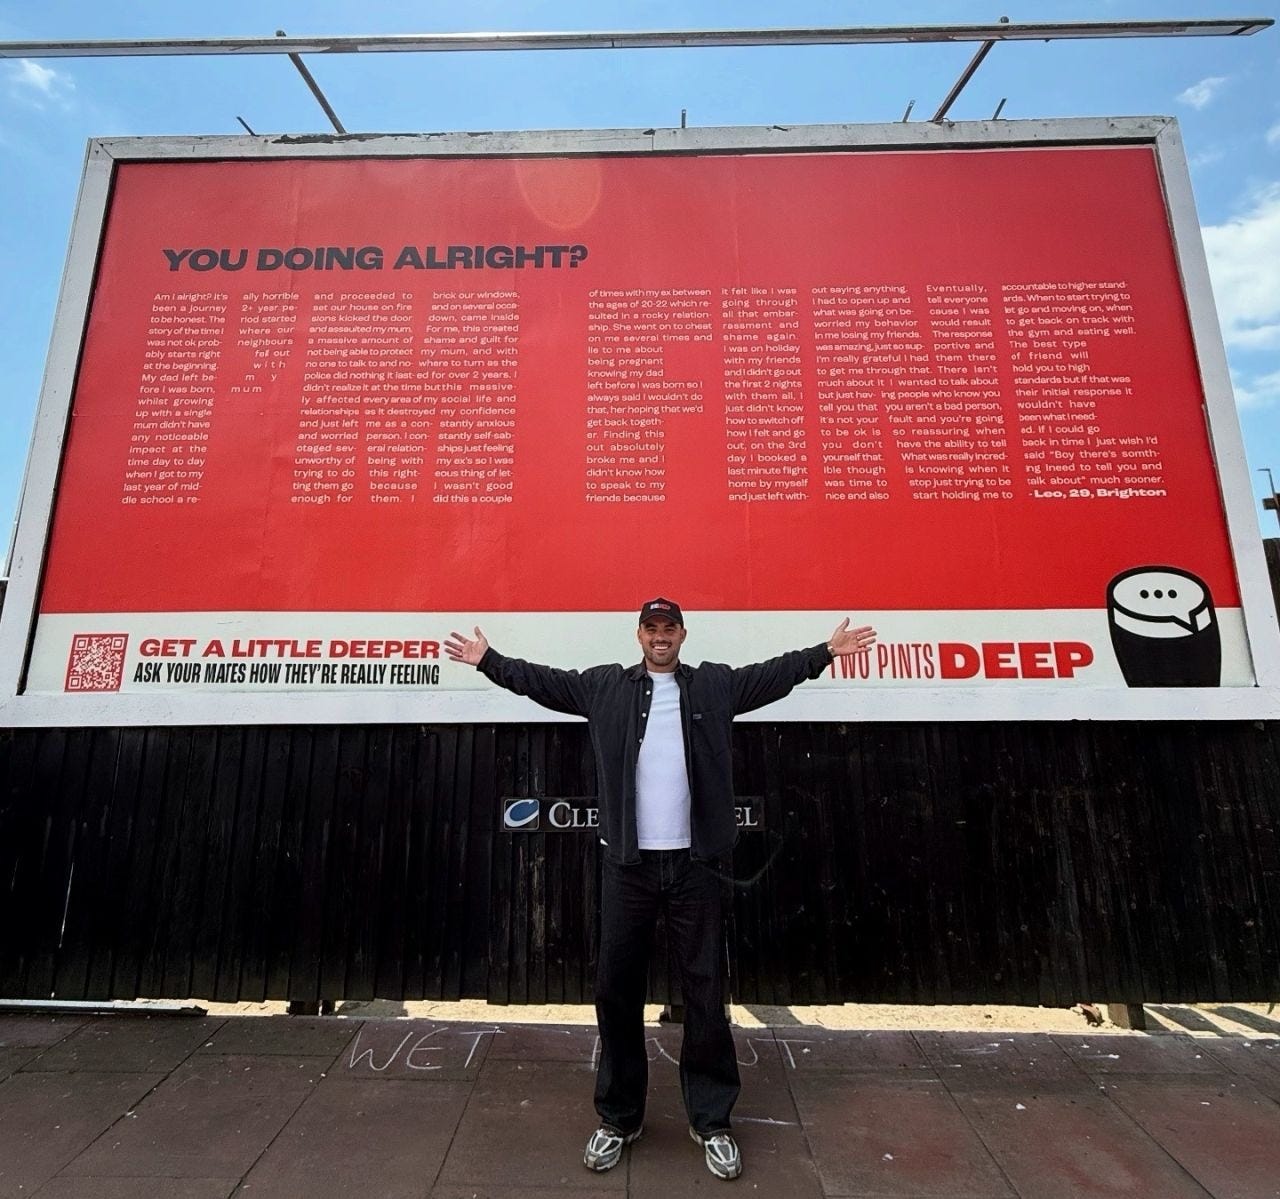 YOU DOING ALRIGHT?
Am I alright? It's
been a journey
to be honest. The
story of the time I
was not ok prob-
ably starts right
at the beginning.
My dad left be-
fore I was born,
whilst growing
up with a single
mum didn't have
any noticeable
impact at the
time day to day
when I got to my
last year of mid-
dle school a re-
ally horrible
2+ year pe-
riod started
where our
neighbours
fell out
with
my
mum
and proceeded to brick our windows,
set our house on fire and on several occa-
sions kicked the door down, came inside
and assaulted my mum. For me, this created
a massive amount of shame and guilt for
not being able to protect my mum, and with
no one to talk to and no- where to turn as the
police did nothing it last- ed for over 2 years. I
didn't realize it at the time but this massive-
ly affected every area of my social life and
relationships as it destroyed my confidence
and just left me as a con- stantly anxious
and worried person. I con- stantly self-sab-
otaged sev- eral relation- ships just feeling
unworthy of being with my ex's so I was
trying to do this right- eous thing of let-
ting them go because I wasn't good
enough for them. I did this a couple
of times with my ex between
the ages of 20-22 which re-
sulted in a rocky relation-
ship. She went on to cheat
on me several times and
lie to me about
being pregnant
knowing my dad
left before I was born so I
always said I wouldn't do
that, her hoping that we'd
get back togeth-
er. Finding this
out absolutely
broke me and I
didn't know how
to speak to my
friends because
it felt like I was
going through
all that embar-
rassment and
shame again.
I was on holiday
with my friends
and I didn't go out
the first 2 nights
with them all, I
just didn't know
how to switch off
how I felt and go
out, on the 3rd
day I booked a
last minute flight
home by myself
and just left with-
out saying anything. Eventually,
I had to open up and tell everyone
what was going on be- cause I was
worried my behavior would result
in me losing my friends. The response
was amazing, just so sup- portive and
I'm really grateful I had them there
to get me through that. There isn't
much about it I wanted to talk about
but just hav- ing people who know you
tell you that you aren't a bad person,
it's not your fault and you're going
to be ok is so reassuring when
you don't have the ability to tell
yourself that. What was really incred-
ible though is knowing when it
was time to stop just trying to be
nice and also start holding me to
accountable to higher stand-
ards. When to start trying to
let go and moving on, when
to get back on track with
the gym and eating well.
The best type
of friend will
hold you to high
standards but if that was
their initial response it
wouldn't have
been what I need-
ed. If I could go
back in time I just wish I'd
said "Boy there's somth-
ing I need to tell you and
talk about" much sooner.
- Leo, 29, Brighton
GET A LITTLE DEEPER
ASK YOUR MATES HOW THEY'RE REALLY FEELING
TWO PINTS DEEP
CLE EL
WET